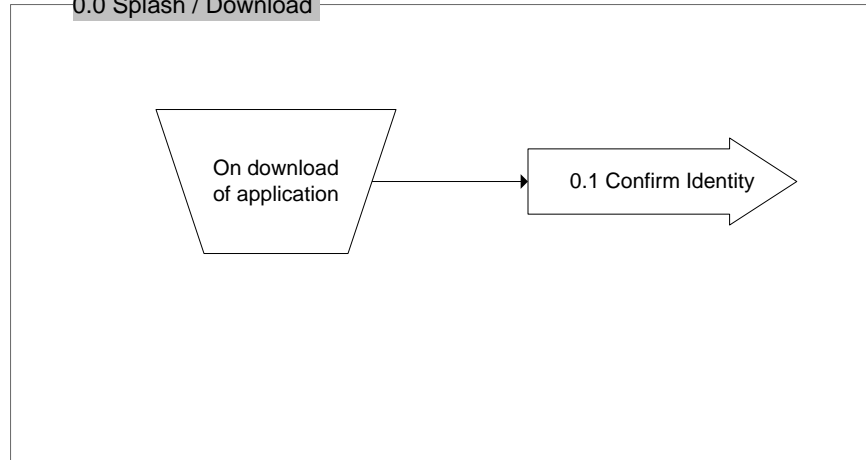 0.0 Splash / Download
On download
of application
0.1 Confirm Identity